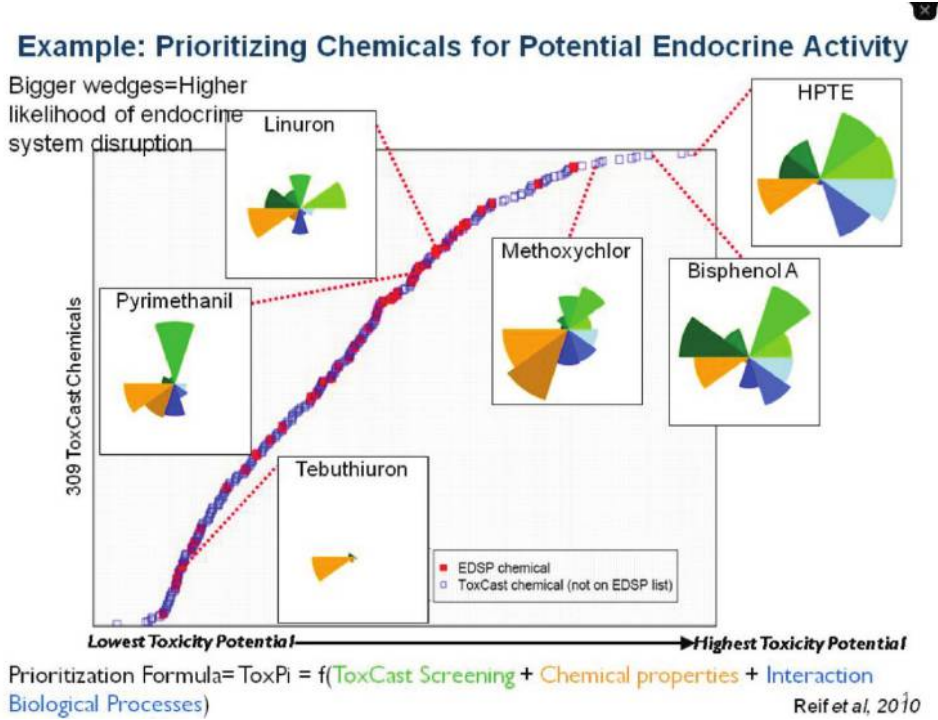 Example: Prioritizing Chemicals for Potential Endocrine Activity
Bigger wedges=Higher
likelihood of endocrine
system disruption
Linuron
HPTE
Methoxychlor
Bisphenol A
Pyrimethanil
Tebuthiuron
309 ToxCast Chemicals
EDSP chemical
ToxCast chemical (not on EDSP list)
Lowest Toxicity Potential
Highest Toxicity Potential
Prioritization Formula= ToxPi = f(ToxCast Screening + Chemical properties + Interaction
Biological Processes)
Reif et al, 2010